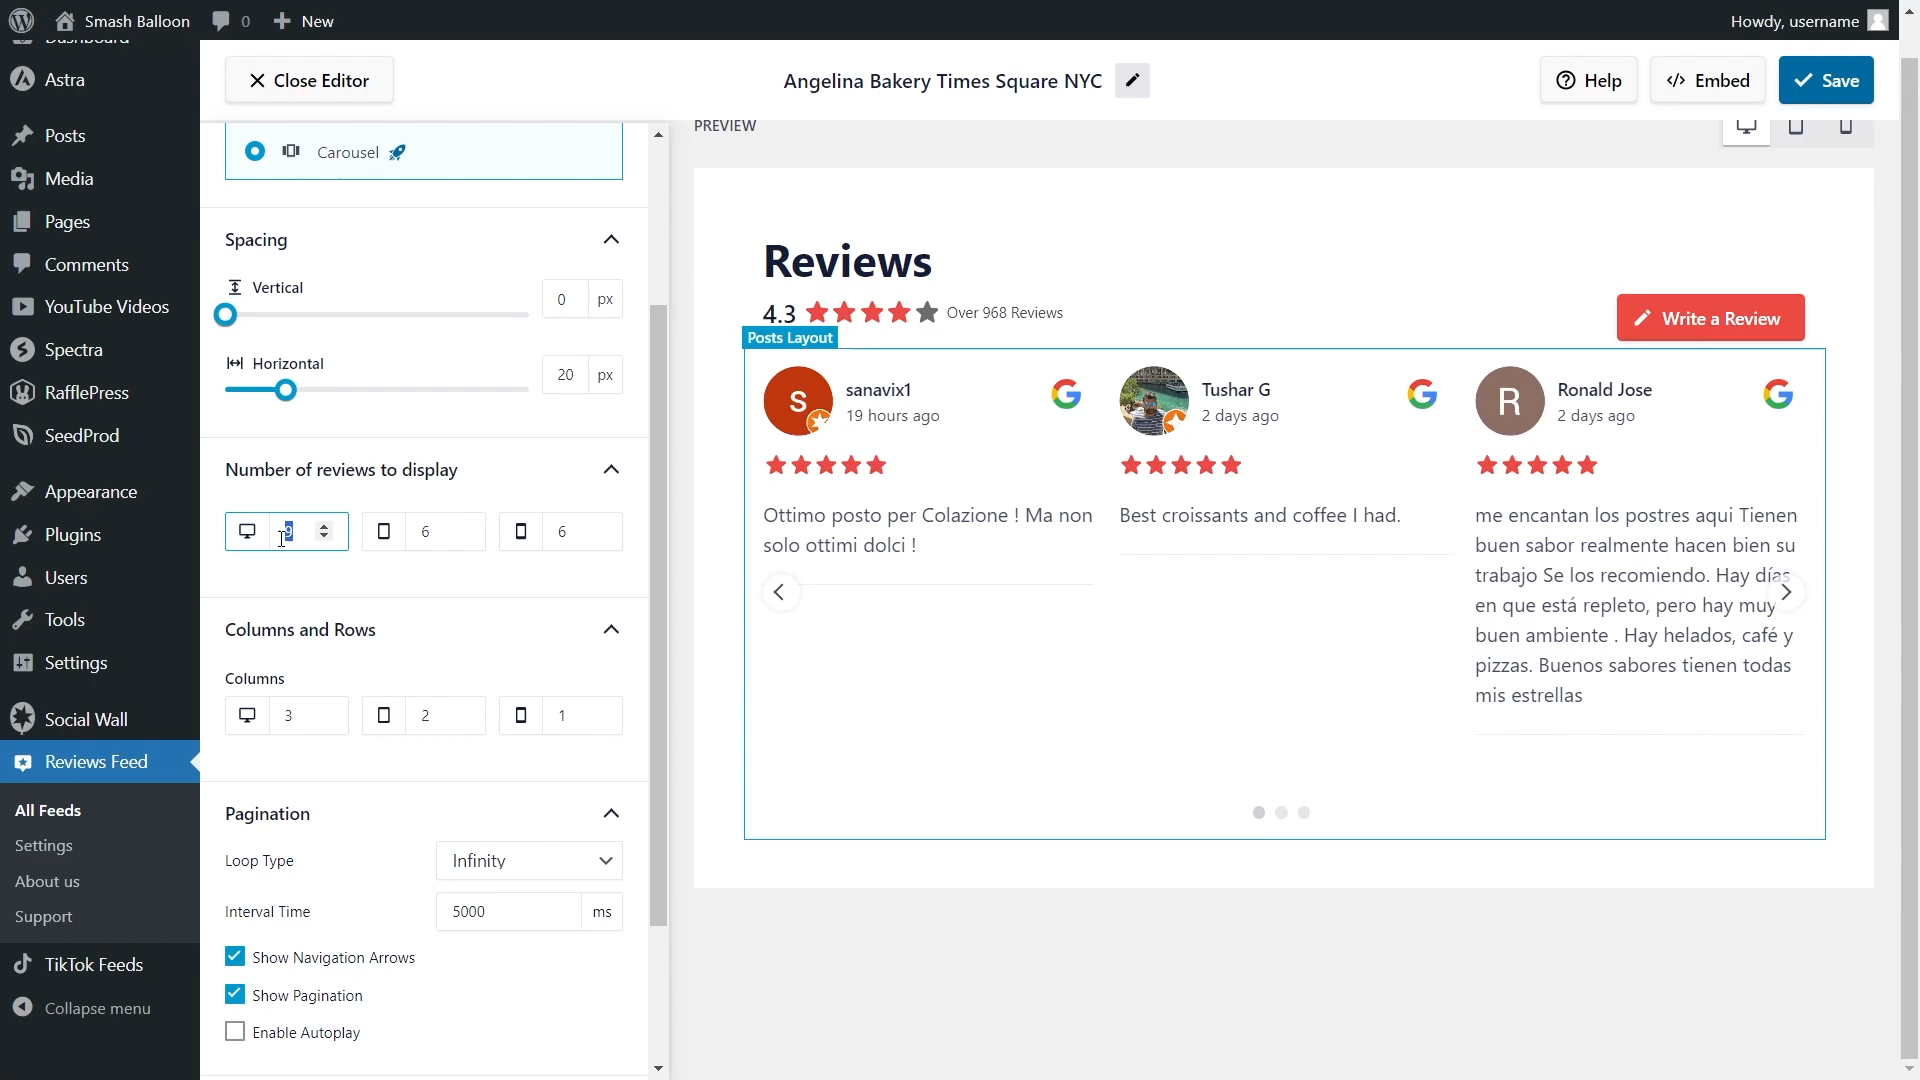 Smash Balloon
0
New
Howdy, username
Dashboard
Astra
Posts
Media
Pages
Comments
YouTube Videos
Spectra
RafflePress
SeedProd
Appearance
Plugins
Users
Tools
Settings
Social Wall
Reviews Feed
All Feeds
Settings
About us
Support
TikTok Feeds
Collapse menu
Close Editor
Angelina Bakery Times Square NYC
Help
Embed
Save
Carousel
Spacing
Vertical
0 px
Horizontal
20 px
Number of reviews to display
9 6 6
Columns and Rows
Columns
3 2 1
Pagination
Loop Type Infinity
Interval Time 5000 ms
Show Navigation Arrows
Show Pagination
Enable Autoplay
PREVIEW
Reviews
4.3 Over 968 Reviews
Write a Review
Posts Layout
S
sanavix1
19 hours ago
Ottimo posto per Colazione ! Ma non
solo ottimi dolci !
Tushar G
2 days ago
Best croissants and coffee I had.
R
Ronald Jose
2 days ago
me encantan los postres aqui Tienen
buen sabor realmente hacen bien su
trabajo Se los recomiendo. Hay días
en que está repleto, pero hay muy
buen ambiente . Hay helados, café y
pizzas. Buenos sabores tienen todas
mis estrellas